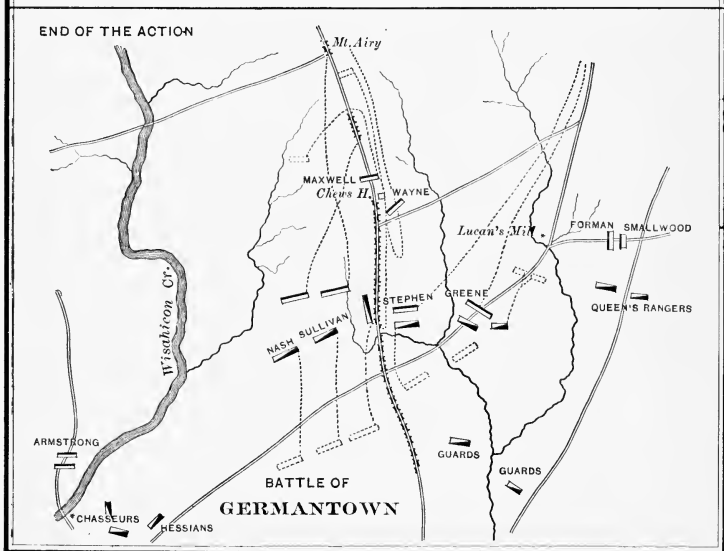 END OF THE ACTION
Mt. Airy
MAXWELL
Chews H.
WAYNE
Lucan's Mill
FORMAN SMALLWOOD
Wisahicon Cr.
STEPHEN
GREENE
QUEEN'S RANGERS
NASH SULLIVAN
ARMSTRONG
GUARDS
GUARDS
CHASSEURS
HESSIANS
BATTLE OF
GERMANTOWN